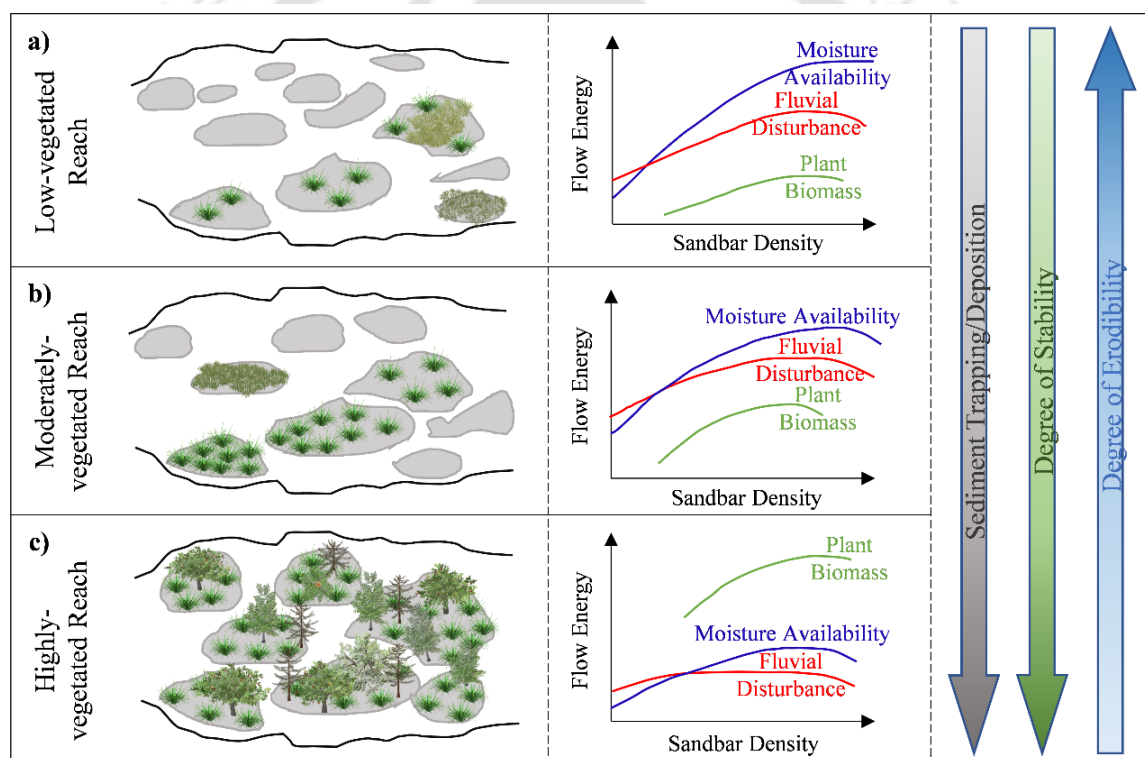 a)
Low-vegetated
Reach
Flow Energy
Moisture
Availability
Fluvial
Disturbance
Plant
Biomass
Sandbar Density
b)
Moderately-
vegetated Reach
Flow Energy
Moisture Availability
Fluvial
Disturbance
Plant
Biomass
Sandbar Density
c)
Highly-
vegetated Reach
Flow Energy
Plant
Biomass
Moisture Availability
Fluvial
Disturbance
Sandbar Density
Sediment Trapping/Deposition
Degree of Stability
Degree of Erodibility